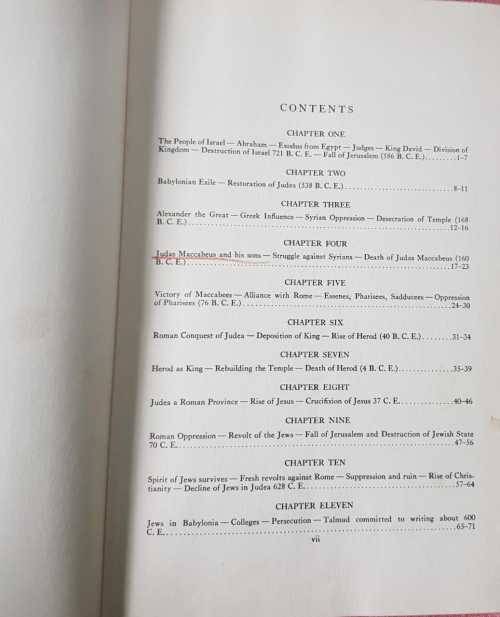 CONTENTS
CHAPTER ONE
The People of Israel — Abraham — Exodus from Egypt — Judges — King David — Division of
Kingdom — Destruction of Israel 721 B. C. E. — Fall of Jerusalem (586 B. C. E.)........1–7
CHAPTER TWO
Babylonian Exile — Restoration of Judea (538 B. C. E.)..............................8–11
CHAPTER THREE
Alexander the Great — Greek Influence — Syrian Oppression — Desecration of Temple (168
B. C. E.)..............................12–16
CHAPTER FOUR
Judas Maccabeus and his sons — Struggle against Syrians — Death of Judas Maccabeus (160
B. C. E.)..............................17–23
CHAPTER FIVE
Victory of Maccabees — Alliance with Rome — Essenes, Pharisees, Sadducees — Oppression
of Pharisees (76 B. C. E.)..............................24–30
CHAPTER SIX
Roman Conquest of Judea — Deposition of King — Rise of Herod (40 B. C. E.)........31–34
CHAPTER SEVEN
Herod as King — Rebuilding the Temple — Death of Herod (4 B. C. E.)..............35–39
CHAPTER EIGHT
Judea a Roman Province — Rise of Jesus — Crucifixion of Jesus 37 C. E...............40–46
CHAPTER NINE
Roman Oppression — Revolt of the Jews — Fall of Jerusalem and Destruction of Jewish State
70 C. E..............................47–56
CHAPTER TEN
Spirit of Jews survives — Fresh revolts against Rome — Suppression and ruin — Rise of Chris-
tianity — Decline of Jews in Judea 628 C. E..............................57–64
CHAPTER ELEVEN
Jews in Babylonia — Colleges — Persecution — Talmud committed to writing about 600
C. E..............................65–71
vii